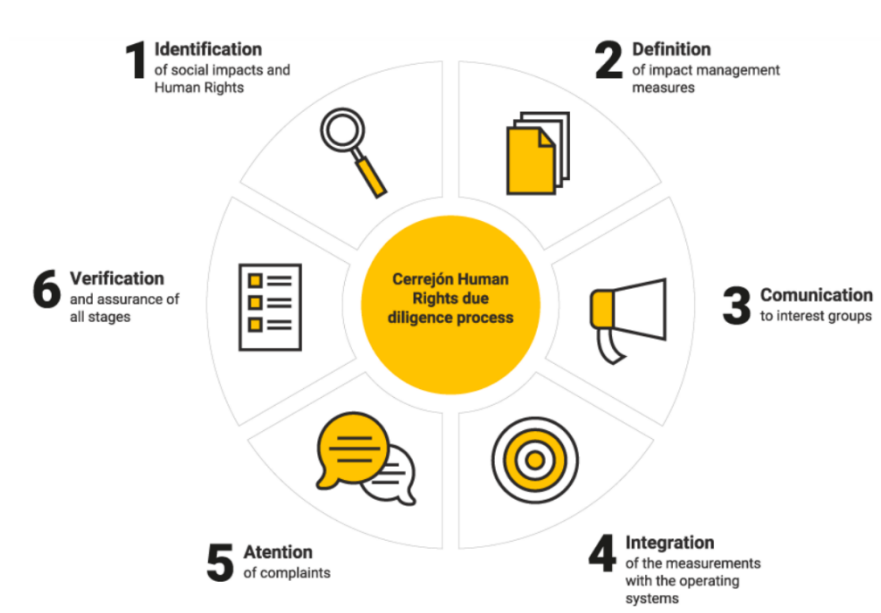 1 Identification
of social impacts and
Human Rights
2 Definition
of impact management
measures
3 Comunication
to interest groups
4 Integration
of the measurements
with the operating
systems
5 Atention
of complaints
6 Verification
and assurance of
all stages
Cerrejón Human
Rights due
diligence process